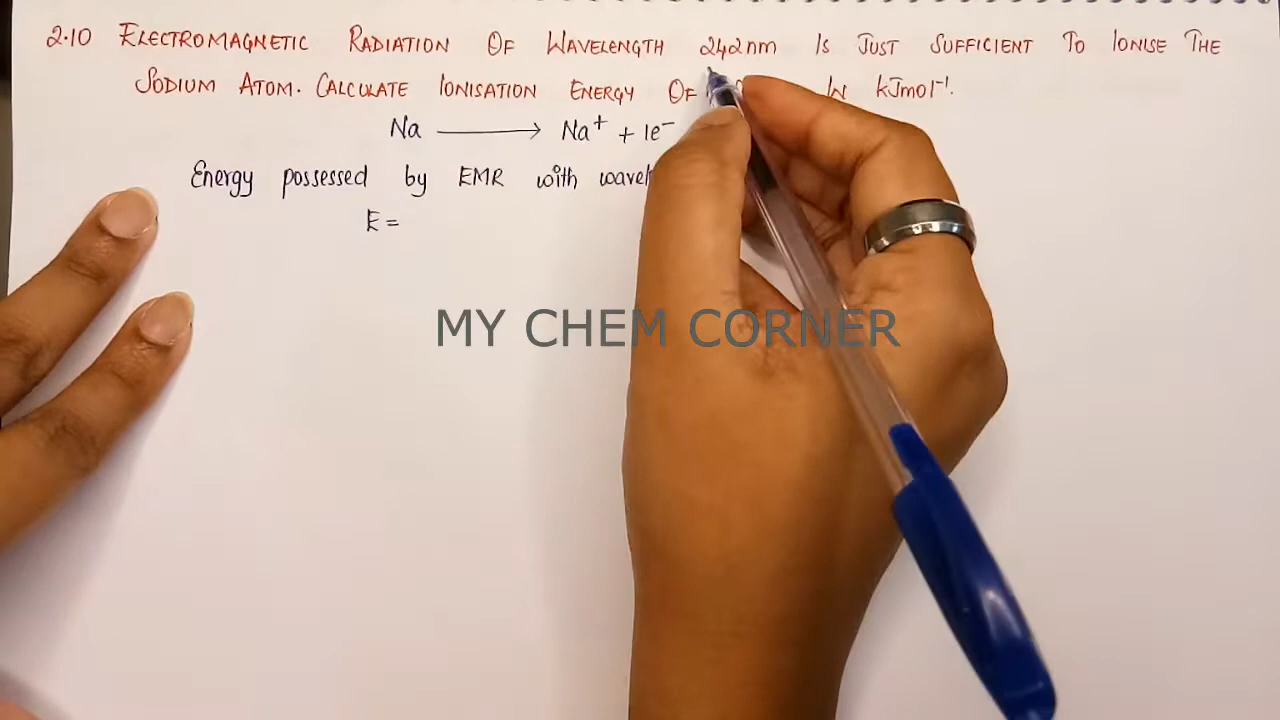 2.10 ELECTROMAGNETIC RADIATION OF WAVELENGTH 242nm IS JUST SUFFICIENT TO IONISE THE
SODIUM ATOM. CALCULATE IONISATION ENERGY OF IN kJmol⁻¹.
Na ⟶ Na⁺ + 1e⁻
Energy possessed by EMR with
E =
MY CHEM CORNER